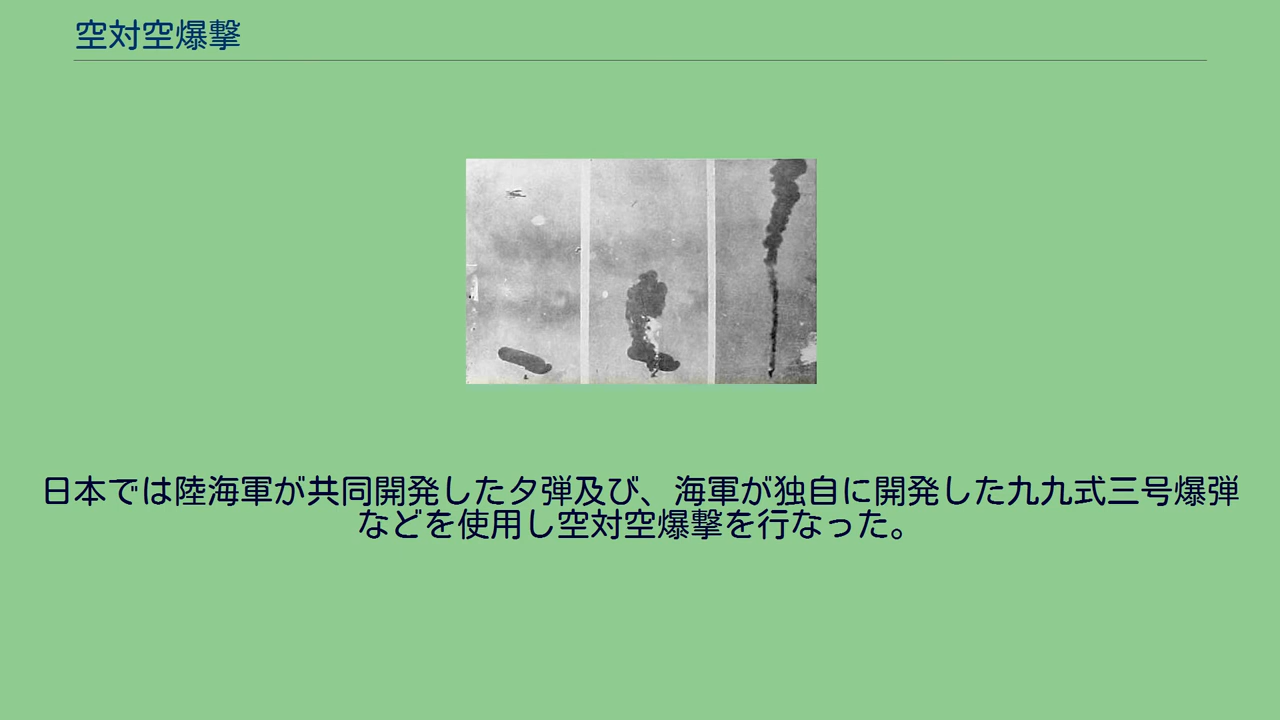 空対空爆撃
日本では陸海軍が共同開発したタ弾及び、海軍が独自に開発した九九式三号爆弾
などを使用し空対空爆撃を行なった。